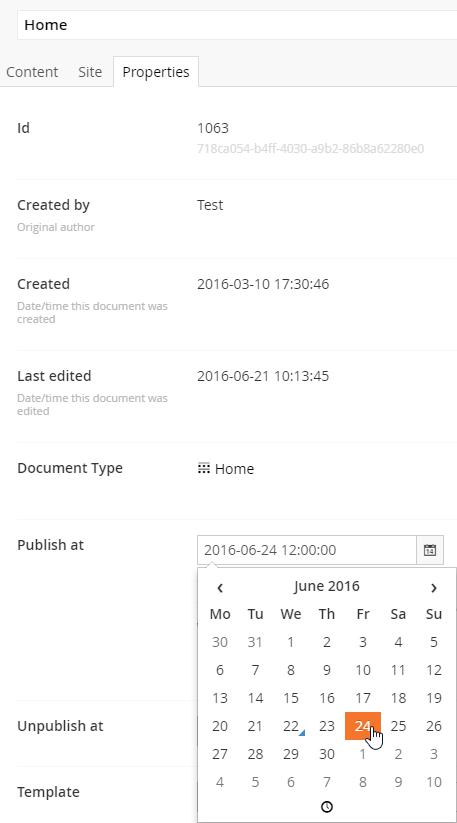 Home
Content Site Properties
Id 1063
718ca054-b4ff-4030-a9b2-86b8a62280e0
Created by Test
Original author
Created 2016-03-10 17:30:46
Date/time this document was
created
Last edited 2016-06-21 10:13:45
Date/time this document was
edited
Document Type Home
Publish at 2016-06-24 12:00:00 14
‹ June 2016 ›
Mo Tu We Th Fr Sa Su
30 31 1 2 3 4 5
6 7 8 9 10 11 12
13 14 15 16 17 18 19
20 21 22 23 24 25 26
27 28 29 30 1 2 3
4 5 6 7 8 9 10
Unpublish at
Template